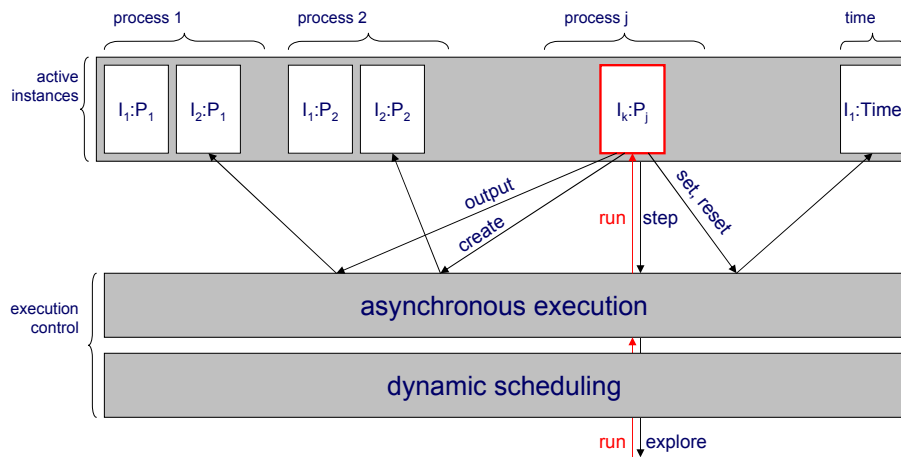 process 1
process 2
process j
time
active
instances
I₁:P₁
I₂:P₁
I₁:P₂
I₂:P₂
Iₖ:Pⱼ
I₁:Time
output
create
run
step
set, reset
execution
control
asynchronous execution
dynamic scheduling
run
explore